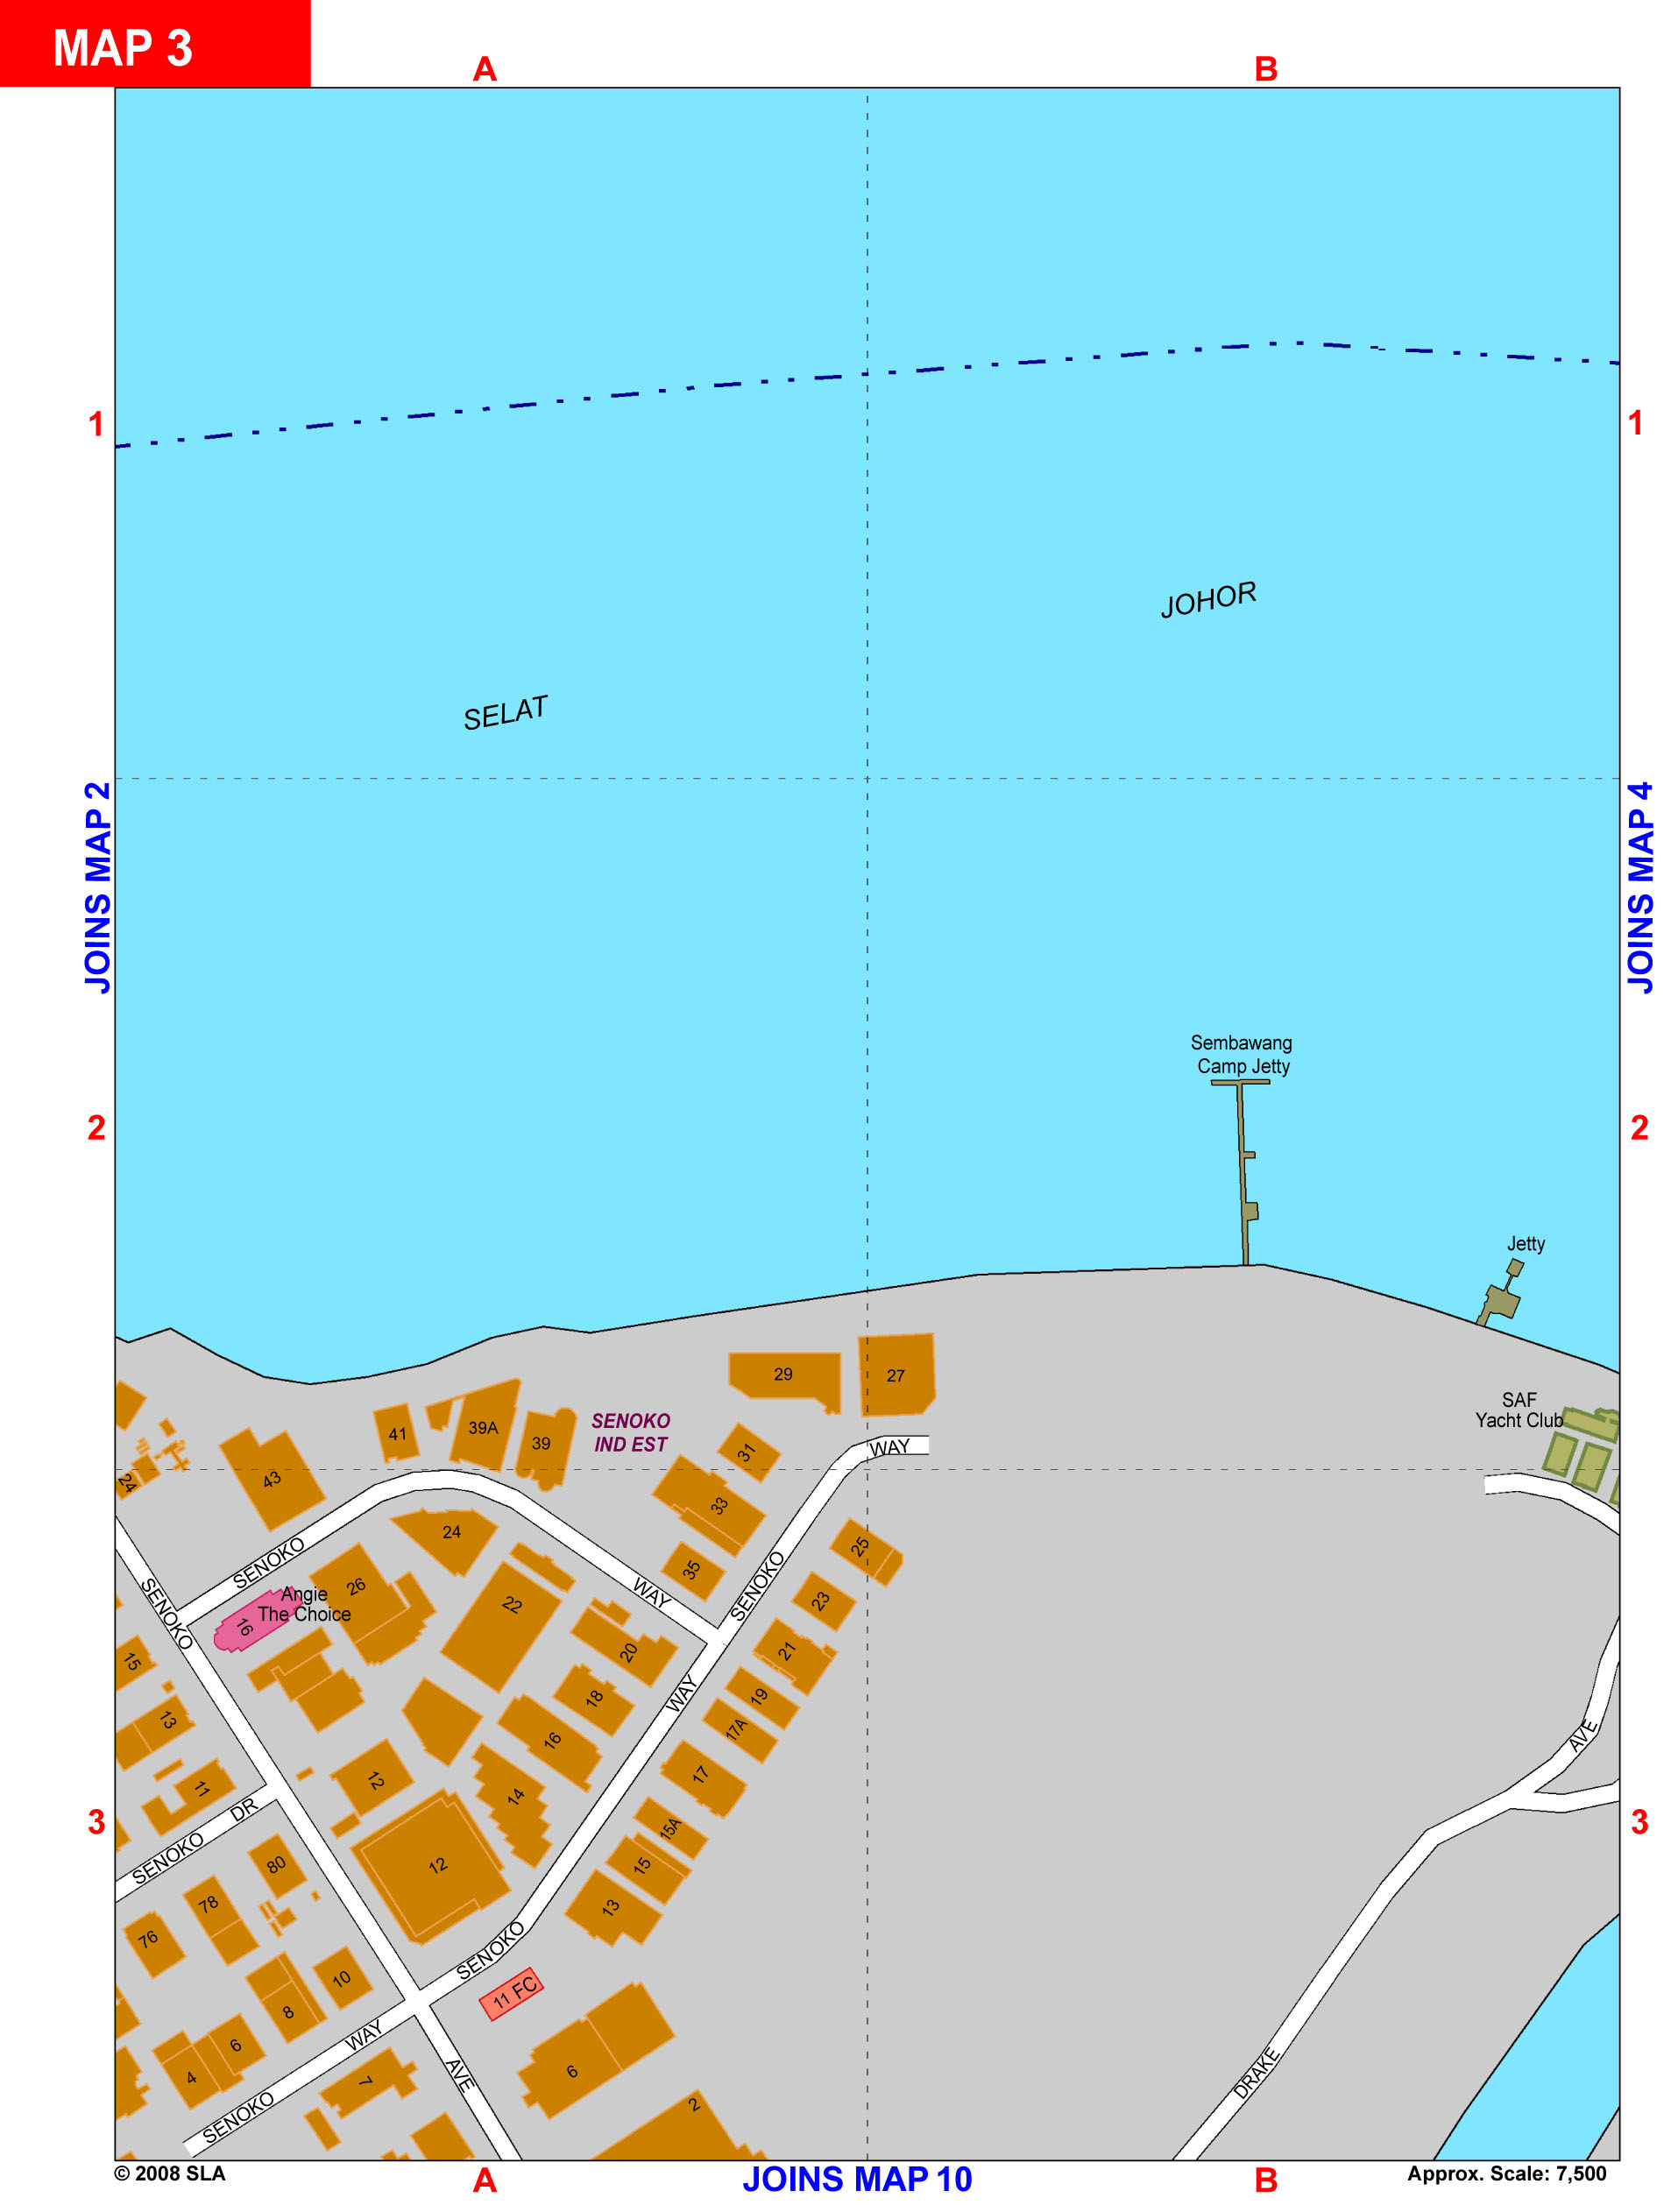 MAP 3
A
B
1
1
JOHOR
SELAT
JOINS MAP 2
JOINS MAP 4
Sembawang
Camp Jetty
2
2
Jetty
29
27
SAF
Yacht Club
41
39A
39
SENOKO
IND EST
31
WAY
24
43
33
24
SENOKO
26
Angie
The Choice
16
SENOKO
22
WAY
35
SENOKO
25
23
15
20
21
18
WAY
19
17A
13
16
AVE
11
12
14
17
3
3
SENOKO DR
15A
80
12
15
78
13
76
SENOKO
10
11 FC
8
WAY
6
4
7
AVE
6
DRAKE
SENOKO
2
© 2008 SLA
A
JOINS MAP 10
B
Approx. Scale: 7,500